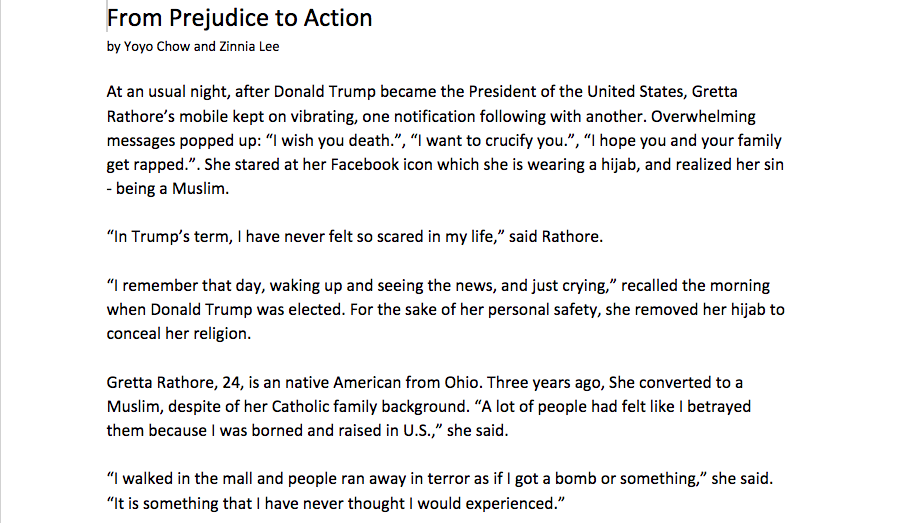 From Prejudice to Action
by Yoyo Chow and Zinnia Lee
At an usual night, after Donald Trump became the President of the United States, Gretta
Rathore’s mobile kept on vibrating, one notification following with another. Overwhelming
messages popped up: “I wish you death.”, “I want to crucify you.”, “I hope you and your family
get rapped.”. She stared at her Facebook icon which she is wearing a hijab, and realized her sin
- being a Muslim.
“In Trump’s term, I have never felt so scared in my life,” said Rathore.
“I remember that day, waking up and seeing the news, and just crying,” recalled the morning
when Donald Trump was elected. For the sake of her personal safety, she removed her hijab to
conceal her religion.
Gretta Rathore, 24, is an native American from Ohio. Three years ago, She converted to a
Muslim, despite of her Catholic family background. “A lot of people had felt like I betrayed
them because I was borned and raised in U.S.,” she said.
“I walked in the mall and people ran away in terror as if I got a bomb or something,” she said.
“It is something that I have never thought I would experienced.”